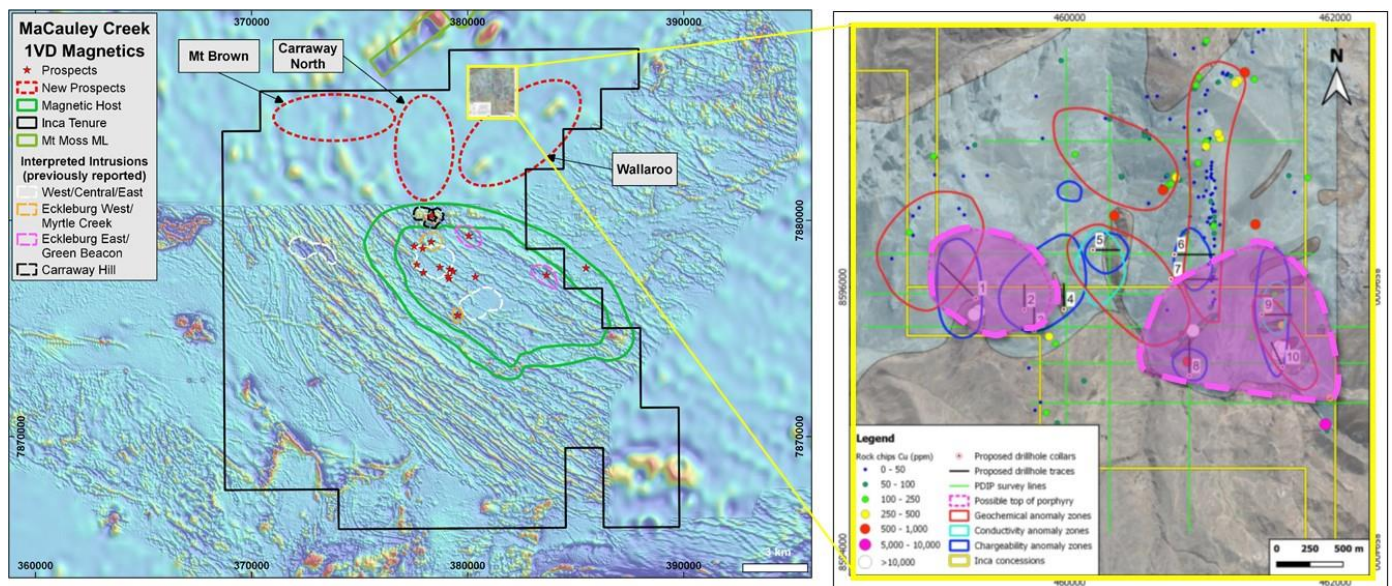 MaCauley Creek
1VD Magnetics
Prospects
New Prospects
Magnetic Host
Inca Tenure
Mt Moss ML
Interpreted Intrusions
(previously reported)
West/Central/East
Eckleburg West/
Myrtle Creek
Eckleburg East/
Green Beacon
Carraway Hill
370000
380000
390000
Mt Brown
Carraway
North
Wallaroo
7880000
7880000
7870000
7870000
360000
370000
380000
390000
460000
462000
N
8596000
5
6
7
1
2
4
9
10
8
Legend
Rock chips Cu (ppm)
0 - 50
50 - 100
100 - 250
250 - 500
500 - 1,000
5,000 - 10,000
>10,000
Proposed drillhole collars
Proposed drillhole traces
PDIP survey lines
Possible top of porphyry
Geochemical anomaly zones
Conductivity anomaly zones
Chargeability anomaly zones
Inca concessions
0 250 500 m
460000
462000